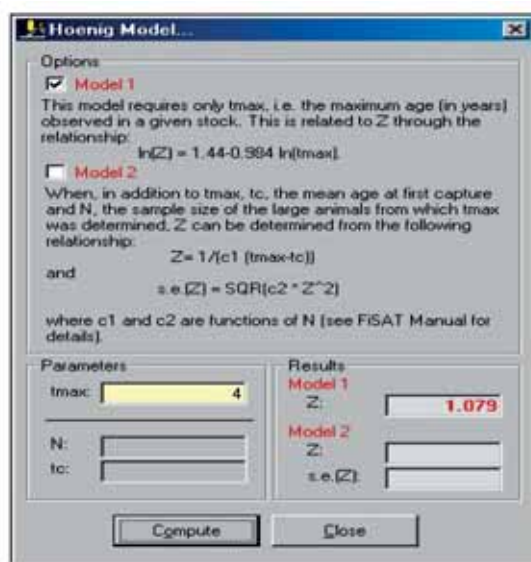 Hoenig Model...
Options
Model 1
This model requires only tmax, i.e. the maximum age (in years)
observed in a given stock. This is related to Z through the
relationship:
ln(Z) = 1.44-0.984 ln(tmax).
Model 2
When, in addition to tmax, tc, the mean age at first capture
and N, the sample size of the large animals from which tmax
was determined, Z can be determined from the following
relationship:
Z= 1/(c1 (tmax-tc))
and
s.e.(Z) = SQR(c2 * Z^2)
where c1 and c2 are functions of N (see FiSAT Manual for
details).
Parameters
tmax: 4
N:
tc:
Results
Model 1
Z: 1.079
Model 2
Z:
s.e.(Z):
Compute
Close